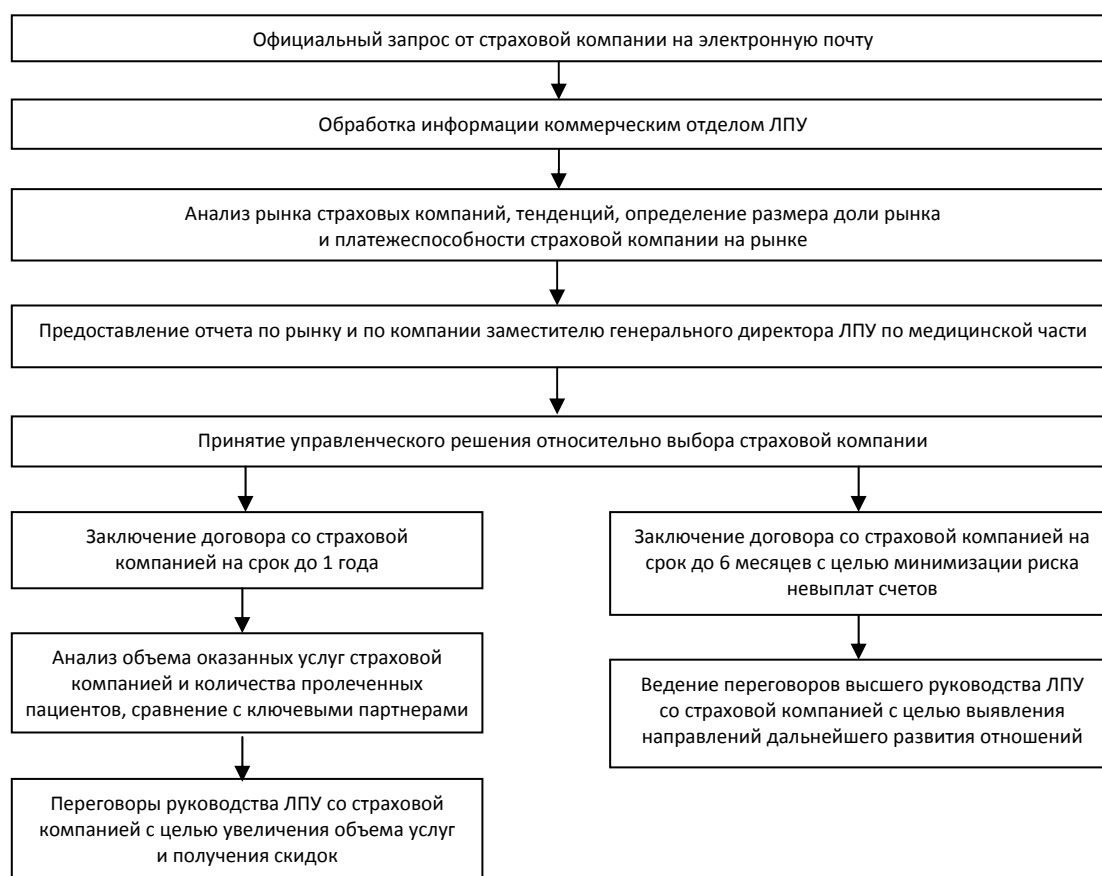 Официальный запрос от страховой компании на электронную почту
Обработка информации коммерческим отделом ЛПУ
Анализ рынка страховых компаний, тенденций, определение размера доли рынка
и платежеспособности страховой компании на рынке
Предоставление отчета по рынку и по компании заместителю генерального директора ЛПУ по медицинской части
Принятие управленческого решения относительно выбора страховой компании
Заключение договора со страховой
компанией на срок до 1 года
Анализ объема оказанных услуг страховой
компанией и количества пролеченных
пациентов, сравнение с ключевыми партнерами
Переговоры руководства ЛПУ со страховой
компанией с целью увеличения объема услуг
и получения скидок
Заключение договора со страховой компанией на
срок до 6 месяцев с целью минимизации риска
невыплат счетов
Ведение переговоров высшего руководства ЛПУ
со страховой компанией с целью выявления
направлений дальнейшего развития отношений